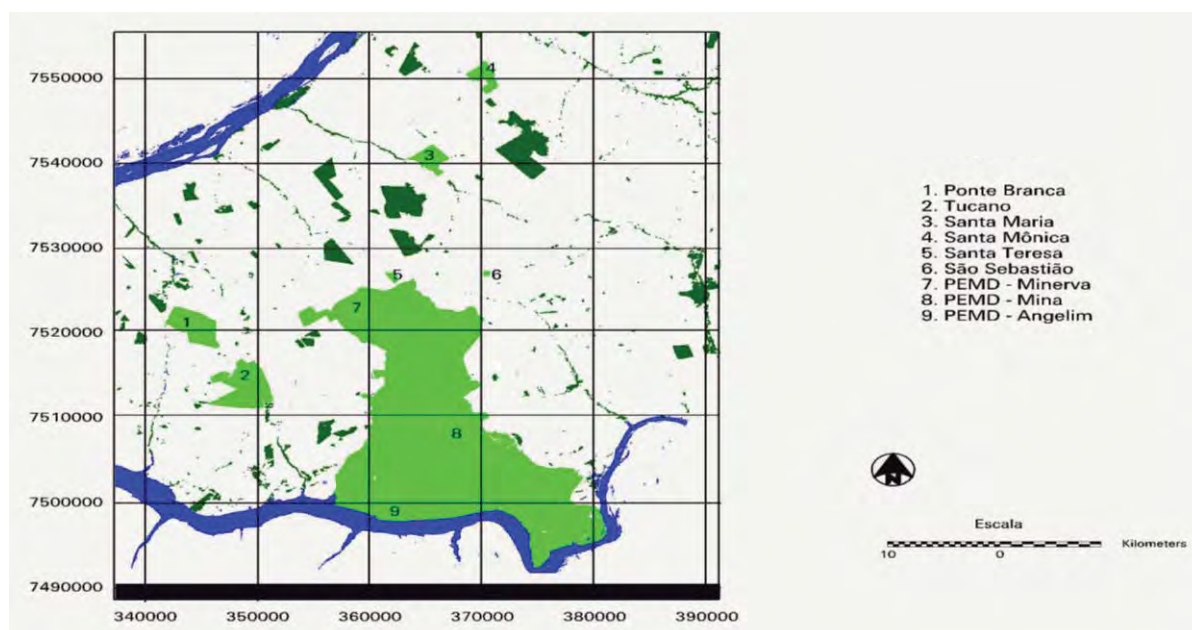 7550000
7540000
7530000
7520000
7510000
7500000
7490000
340000 350000 360000 370000 380000 390000
4
3
5
6
7
1
2
8
9
1. Ponte Branca
2. Tucano
3. Santa Maria
4. Santa Mônica
5. Santa Teresa
6. São Sebastião
7. PEMD - Minerva
8. PEMD - Mina
9. PEMD - Angelim
N
Escala
Kilometers
10 0